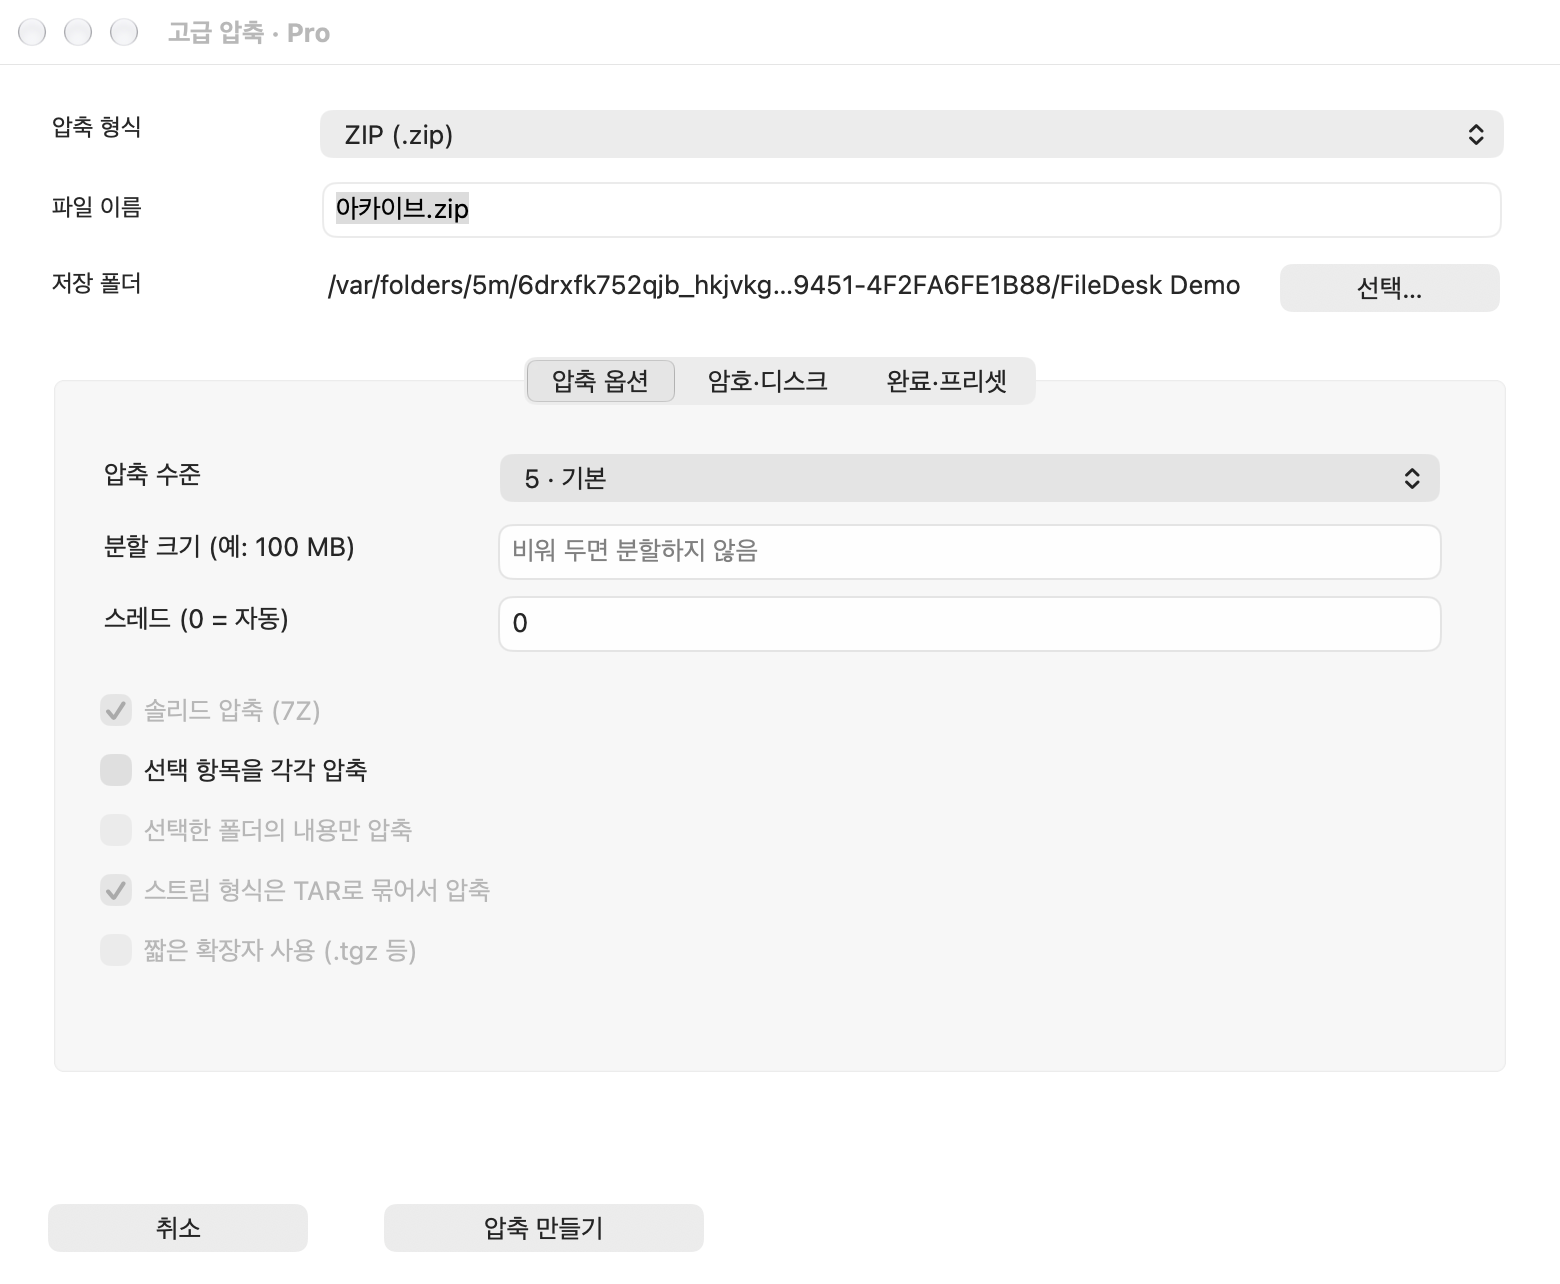 고급 압축 · Pro
압축 형식
ZIP (.zip)
파일 이름
아카이브.zip
저장 폴더
/var/folders/5m/6drxfk752qjb_hkjvkg...9451-4F2FA6FE1B88/FileDesk Demo
선택...
압축 옵션
암호·디스크
완료·프리셋
압축 수준
5 · 기본
분할 크기 (예: 100 MB)
비워 두면 분할하지 않음
스레드 (0 = 자동)
0
솔리드 압축 (7Z)
선택 항목을 각각 압축
선택한 폴더의 내용만 압축
스트림 형식은 TAR로 묶어서 압축
짧은 확장자 사용 (.tgz 등)
취소
압축 만들기